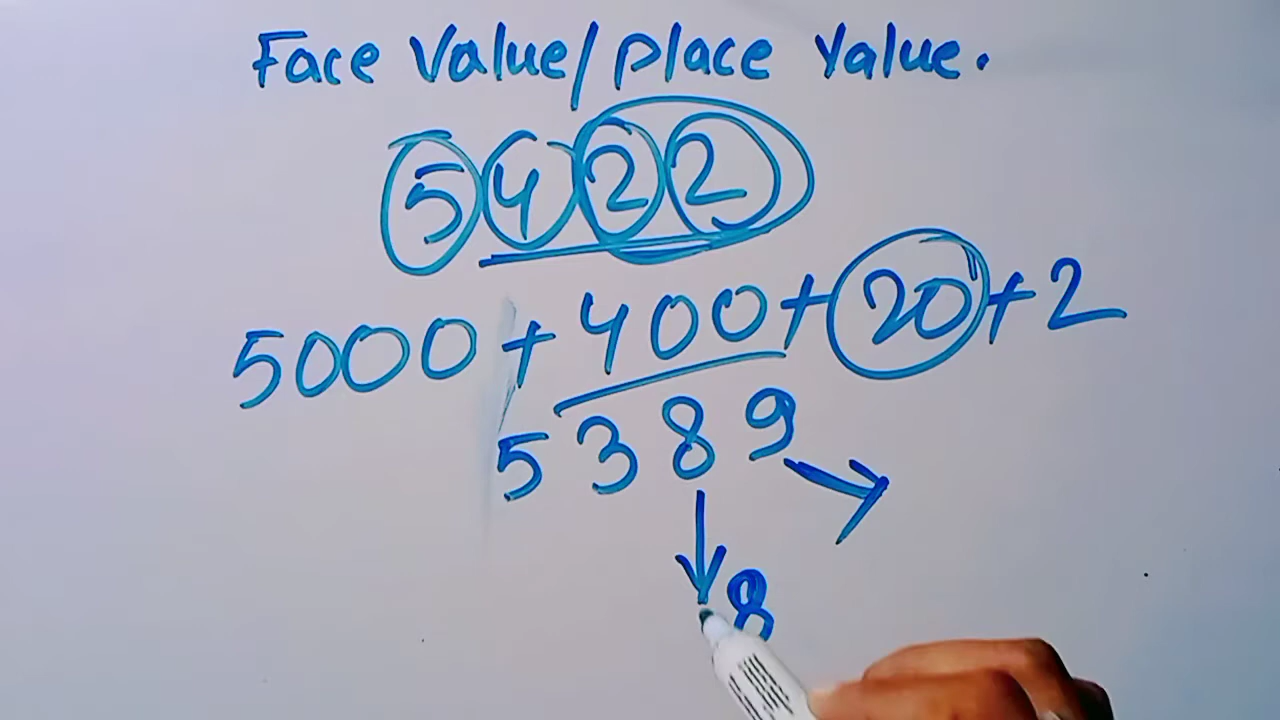 Face Value/place Value.
5422
5000+400+20+2
5389
8